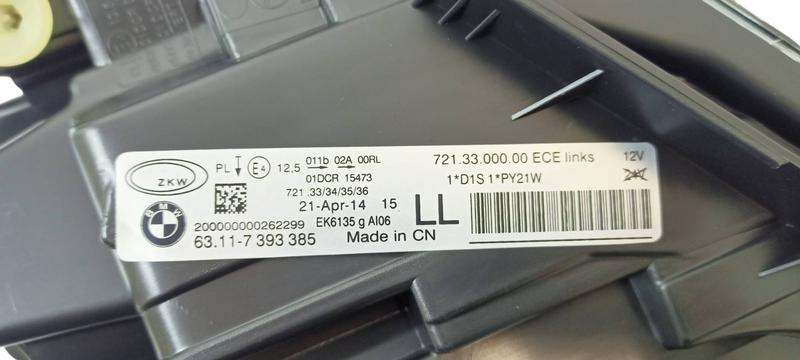 ZKW
PL E4 12,5 011b 02A 00RL
01DCR 15473
721 .33/34/35/36
21-Apr-14 15
BMW
200000000262299 EK6135 g AI06
63.11-7 393 385 Made in CN
LL
721.33.000.00 ECE links 12V
1*D1S 1*PY21W